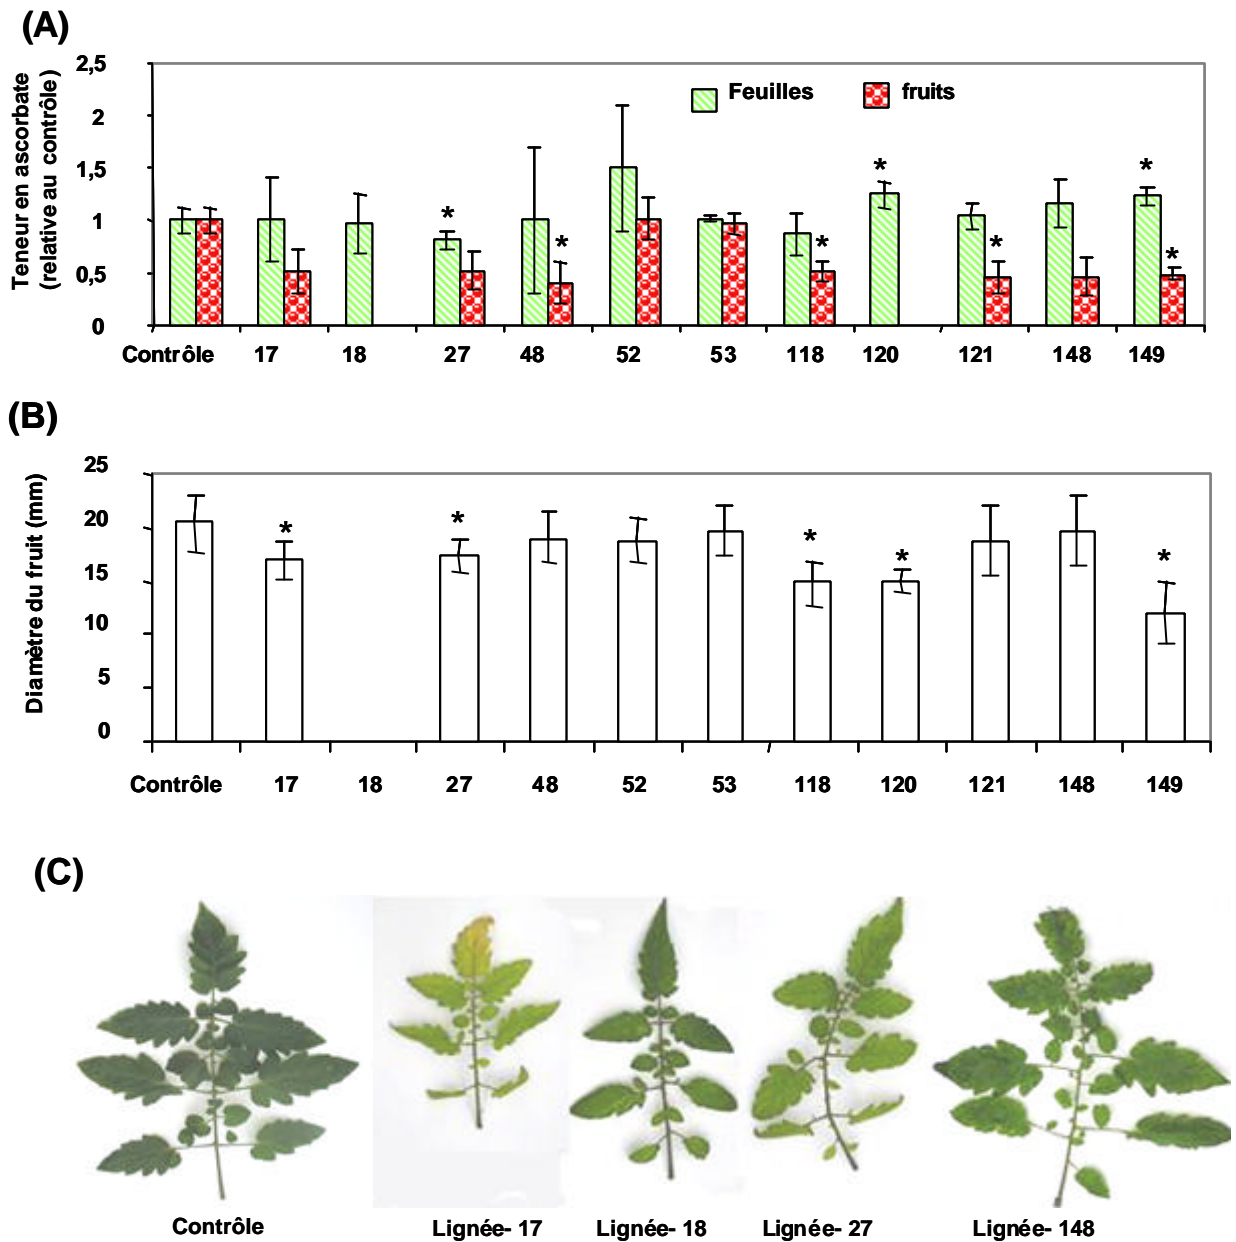 (A)
Teneur en ascorbate
(relative au contrôle)
2,5
2
1,5
1
0,5
0
Feuilles
fruits
*
*
*
*
*
*
*
Contrôle 17 18 27 48 52 53 118 120 121 148 149
(B)
Diamètre du fruit (mm)
25
20
15
10
5
0
*
*
*
*
*
Contrôle 17 18 27 48 52 53 118 120 121 148 149
(C)
Contrôle
Lignée- 17
Lignée- 18
Lignée- 27
Lignée- 148